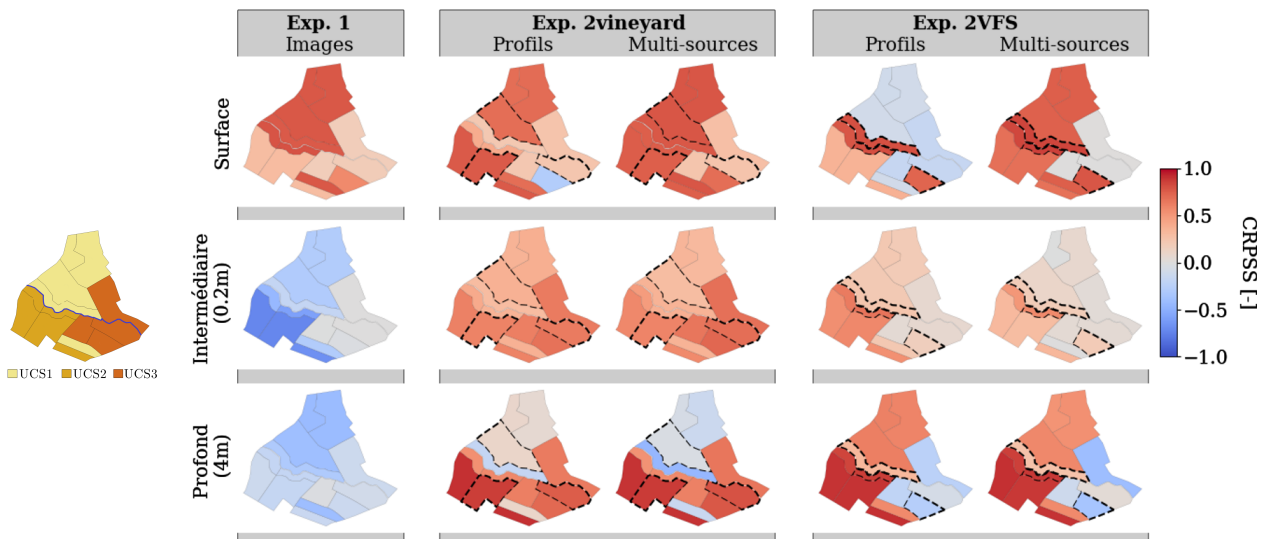 Exp. 1
Images
Exp. 2vineyard
Profils Multi-sources
Exp. 2VFS
Profils Multi-sources
Surface
Intermédiaire
(0.2m)
Profond
(4m)
UCS1 UCS2 UCS3
1.0
0.5
0.0
−0.5
−1.0
CRPSS [-]